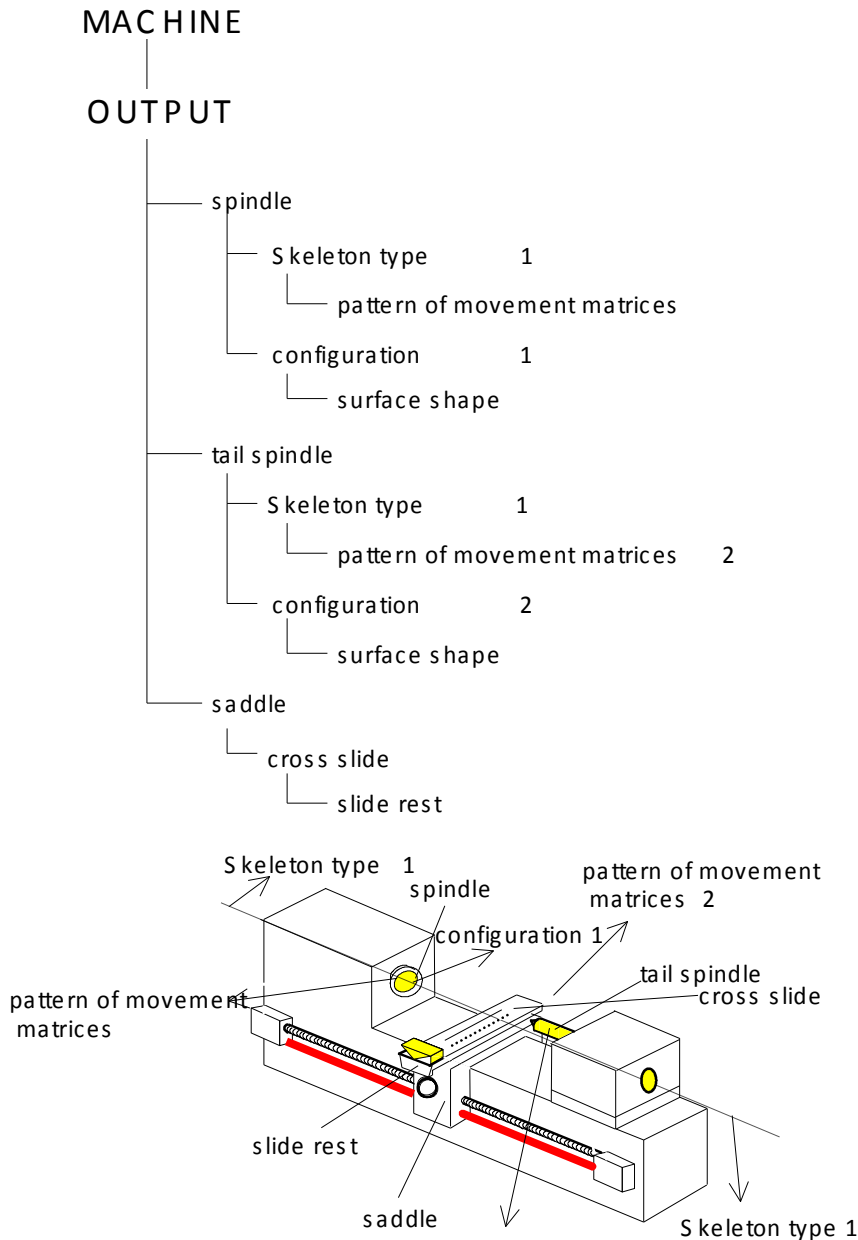 MACHINE
OUTPUT
spindle
Skeleton type 1
pattern of movement matrices
configuration 1
surface shape
tail spindle
Skeleton type 1
pattern of movement matrices 2
configuration 2
surface shape
saddle
cross slide
slide rest
Skeleton type 1
spindle
pattern of movement
matrices 2
configuration 1
tail spindle
cross slide
pattern of movement
matrices
slide rest
saddle
Skeleton type 1